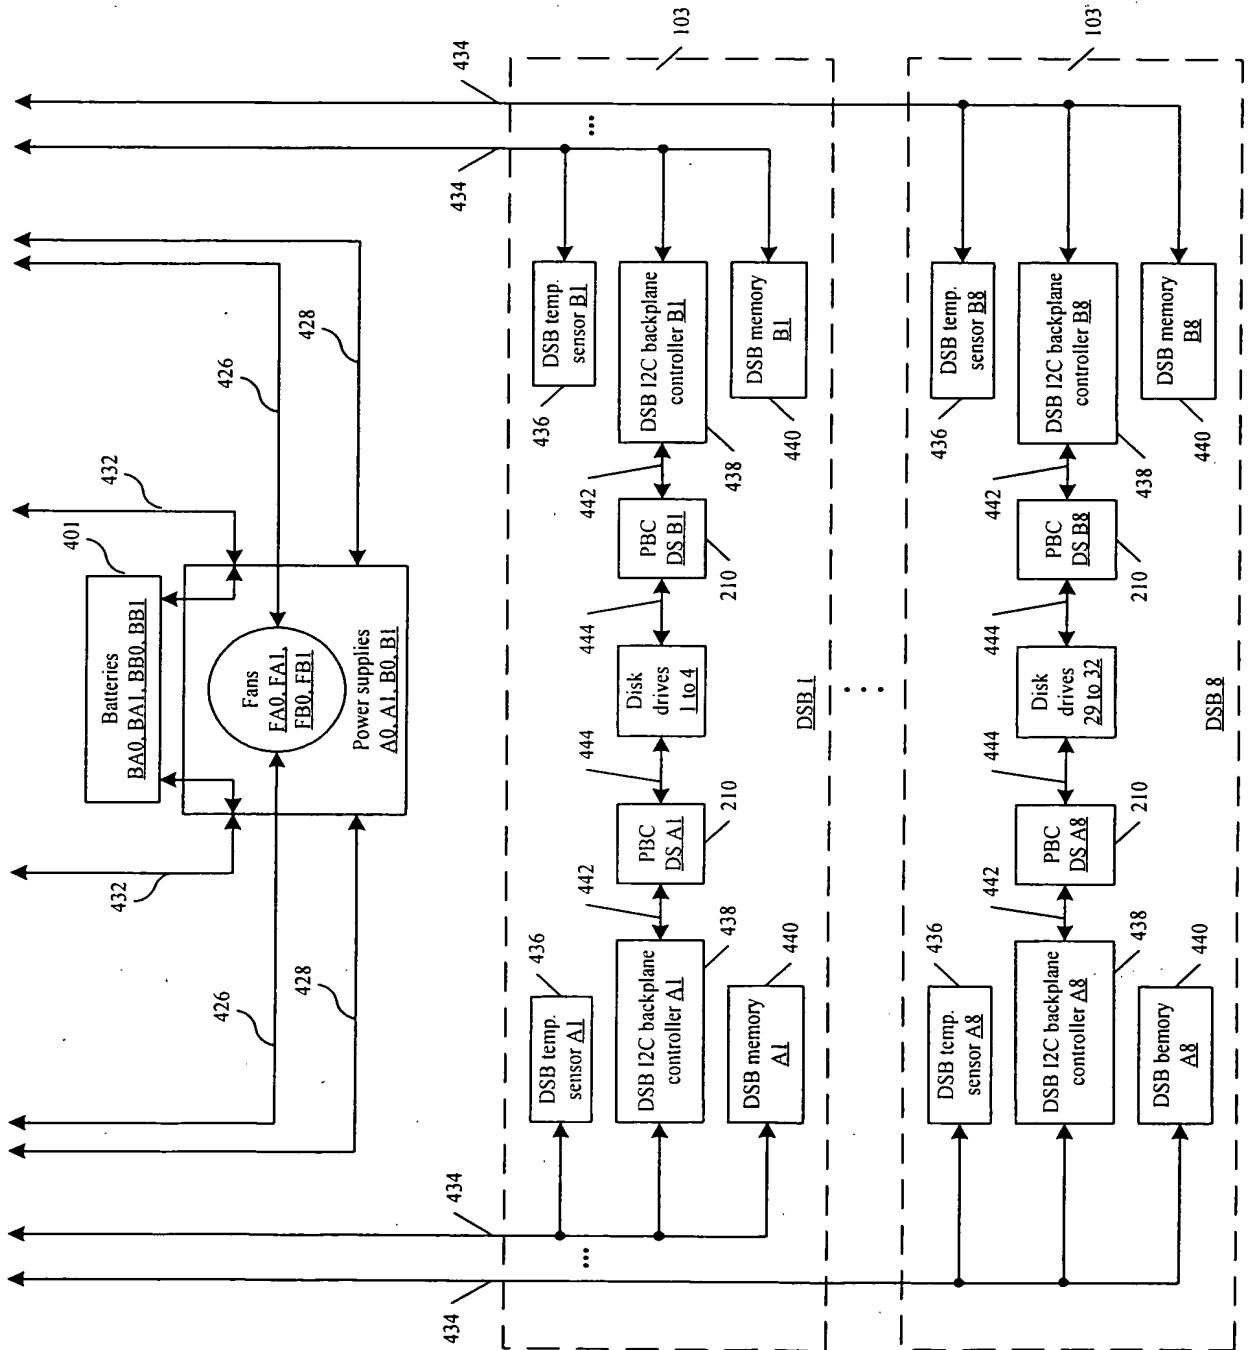 432
Batteries
BA0, BA1, BB0, BB1
401
432
426
428
Fans
FA0, FA1,
FB0, FB1
Power supplies
A0, A1, B0, B1
426
428
434
434
434
434
103
DSB temp.
sensor A1
436
DSB I2C backplane
controller A1
438
DSB memory
A1
440
442
PBC
DS A1
210
444
Disk
drives
1 to 4
444
PBC
DS B1
210
442
DSB temp.
sensor B1
436
DSB I2C backplane
controller B1
438
DSB memory
B1
440
...
...
DSB 1
...
103
DSB temp
sensor A8
436
DSB I2C backplane
controller A8
438
DSB bemory
A8
440
442
PBC
DS A8
210
444
Disk
drives
29 to 32
444
PBC
DS B8
210
442
DSB temp.
sensor B8
436
DSB I2C backplane
controller B8
438
DSB memory
B8
440
DSB 8